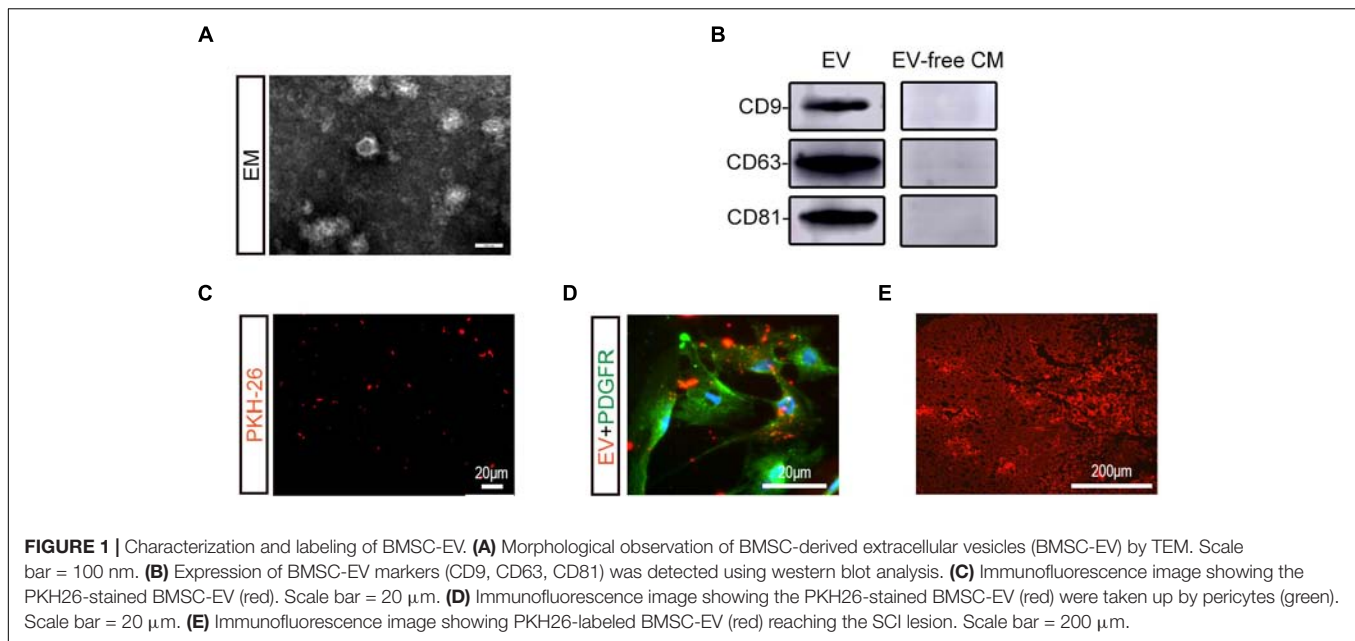 A
B
EM
EV
EV-free CM
CD9-
CD63-
CD81-
C
D
E
PKH-26
20μm
EV+PDGFR
20μm
200μm
FIGURE 1 | Characterization and labeling of BMSC-EV. (A) Morphological observation of BMSC-derived extracellular vesicles (BMSC-EV) by TEM. Scale
bar = 100 nm. (B) Expression of BMSC-EV markers (CD9, CD63, CD81) was detected using western blot analysis. (C) Immunofluorescence image showing the
PKH26-stained BMSC-EV (red). Scale bar = 20 μm. (D) Immunofluorescence image showing the PKH26-stained BMSC-EV (red) were taken up by pericytes (green).
Scale bar = 20 μm. (E) Immunofluorescence image showing PKH26-labeled BMSC-EV (red) reaching the SCI lesion. Scale bar = 200 μm.